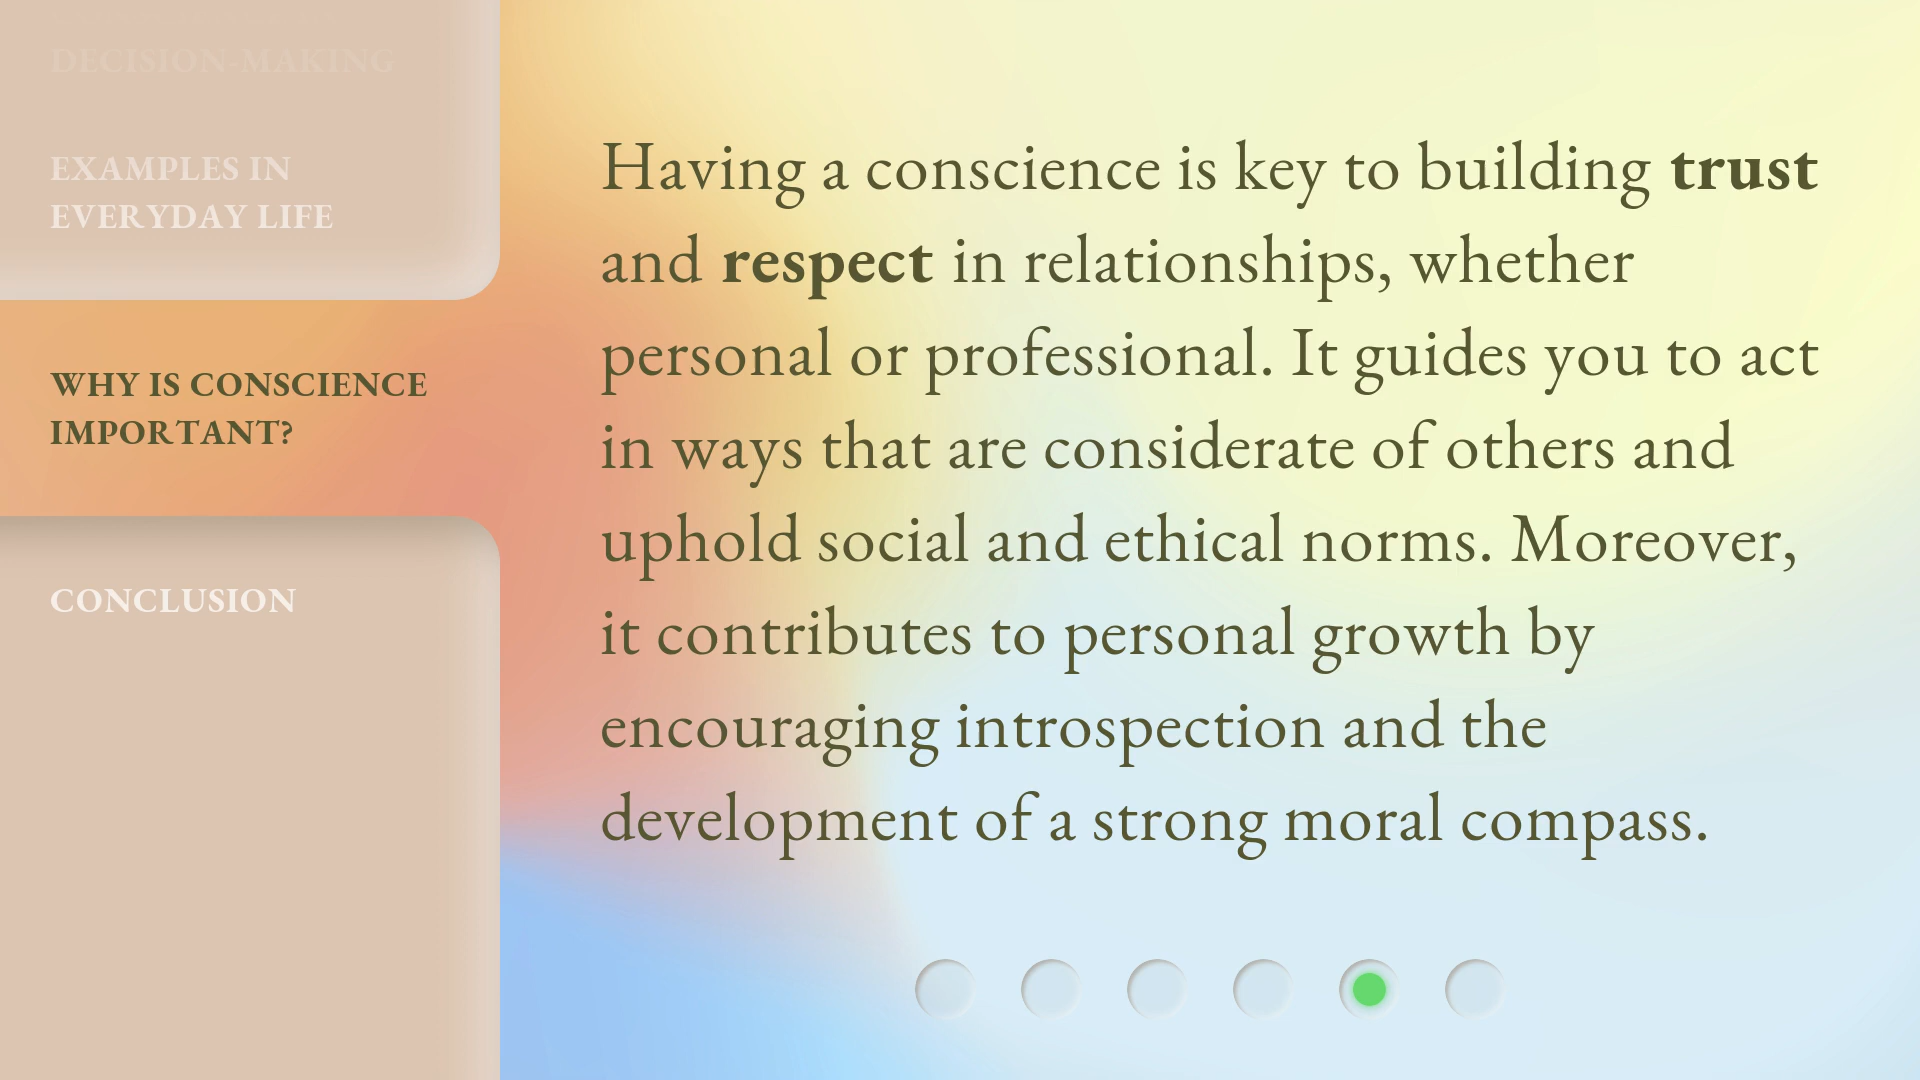 DECISION-MAKING
EXAMPLES IN
EVERYDAY LIFE
WHY IS CONSCIENCE
IMPORTANT?
CONCLUSION
Having a conscience is key to building trust
and respect in relationships, whether
personal or professional. It guides you to act
in ways that are considerate of others and
uphold social and ethical norms. Moreover,
it contributes to personal growth by
encouraging introspection and the
development of a strong moral compass.